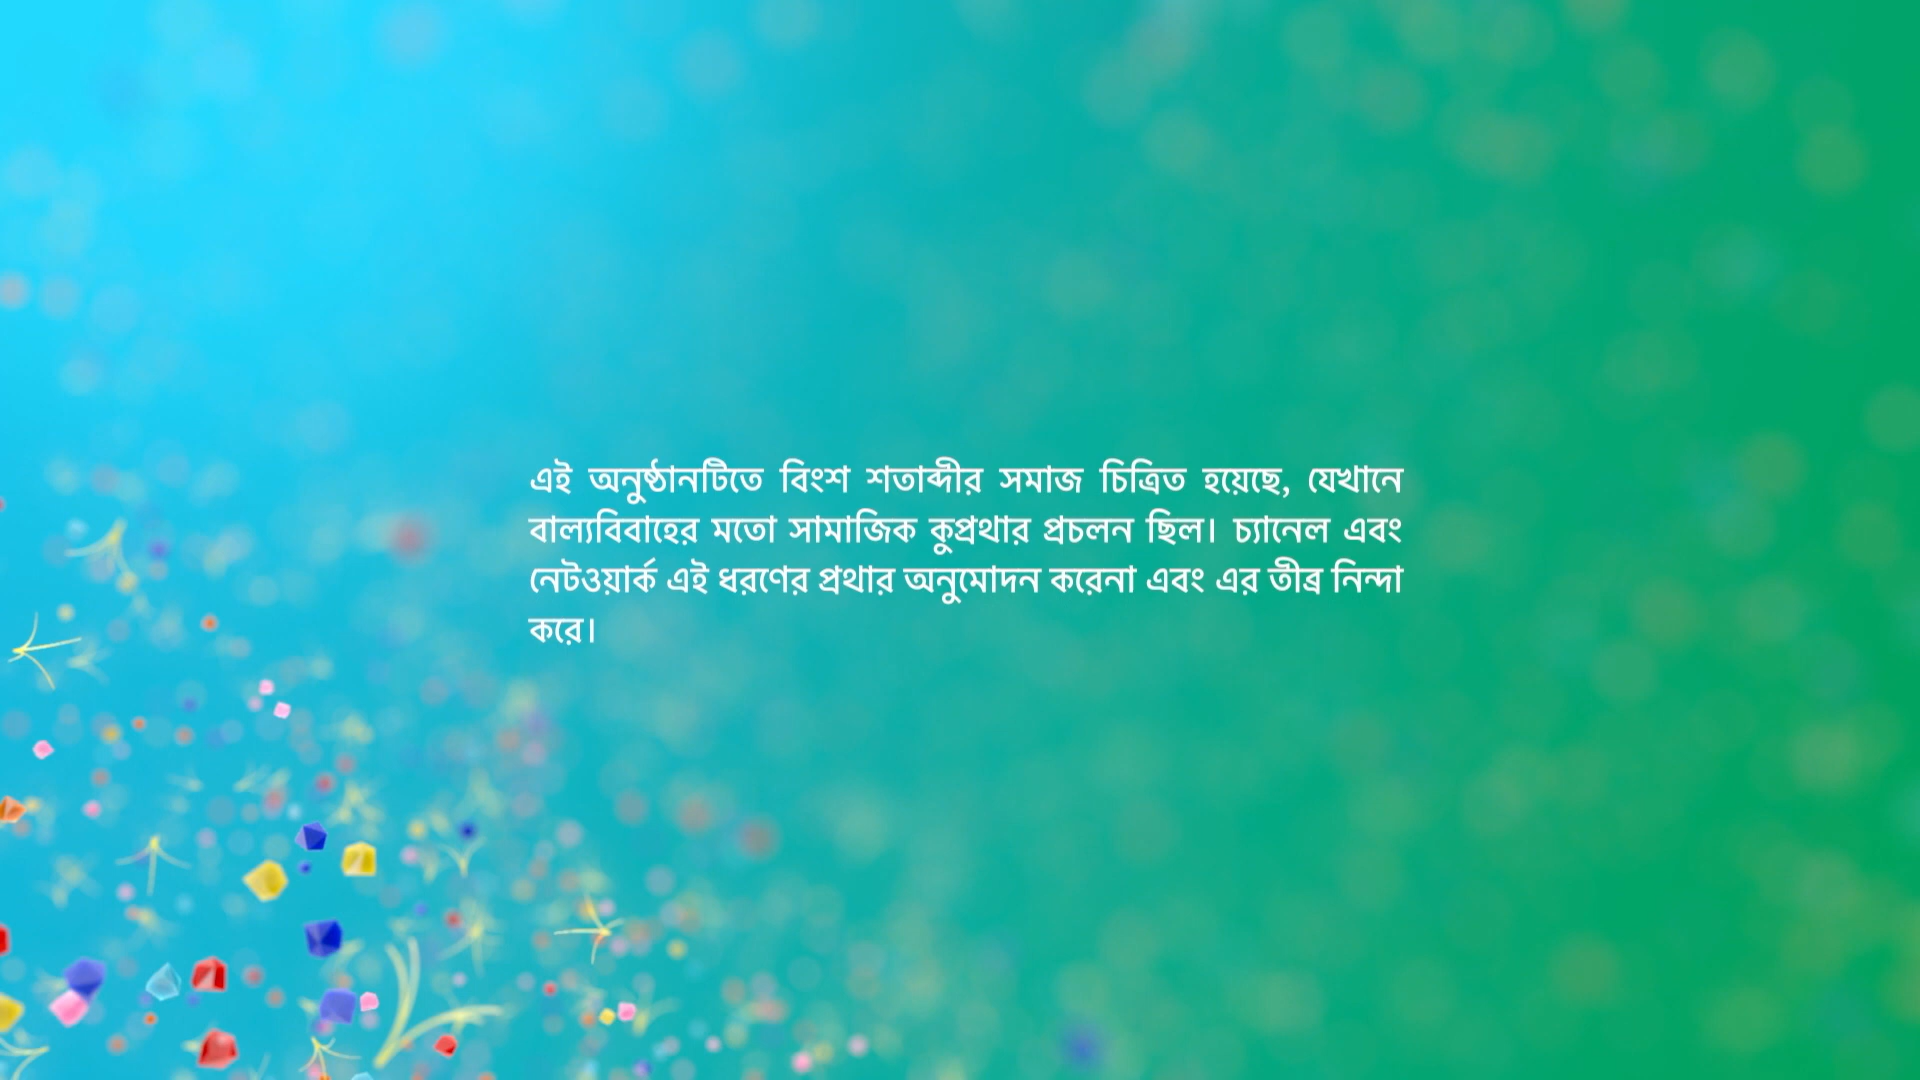 এই অনুষ্ঠানটিতে বিংশ শতাব্দীর সমাজ চিত্রিত হয়েছে, যেখানে
বাল্যবিবাহের মতো সামাজিক কুপ্রথার প্রচলন ছিল। চ্যানেল এবং
নেটওয়ার্ক এই ধরণের প্রথার অনুমোদন করেনা এবং এর তীব্র নিন্দা
করে।